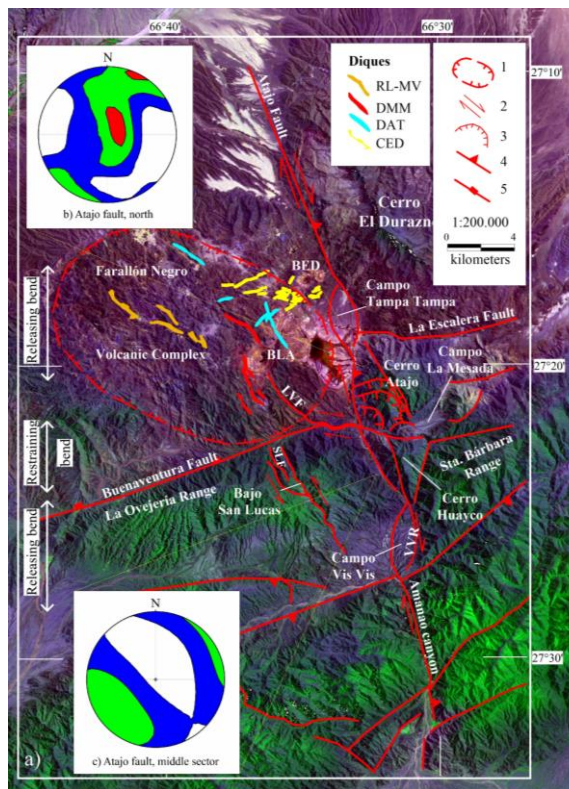 66°40'
66°30'
N
b) Atajo fault, north
Diques
RL-MV
DMM
DAT
CED
1
2
3
4
5
1:200.000
0 4
kilometers
27°10'
Atajo Fault
Cerro
El Durazno
Farallón Negro
BED
Campo
Tampa Tampa
La Escalera Fault
Releasing bend
Volcanic Complex
BLA
Cerro
Atajo
Campo
La Mesada
27°20'
LVF
Restraining
bend
Buenaventura Fault
SLF
Sta. Bárbara
Range
La Ovejería Range
Bajo
San Lucas
Cerro
Huayco
Releasing bend
Campo
Vis Vis
VVR
Amanao canyon
27°30'
N
c) Atajo fault, middle sector
a)